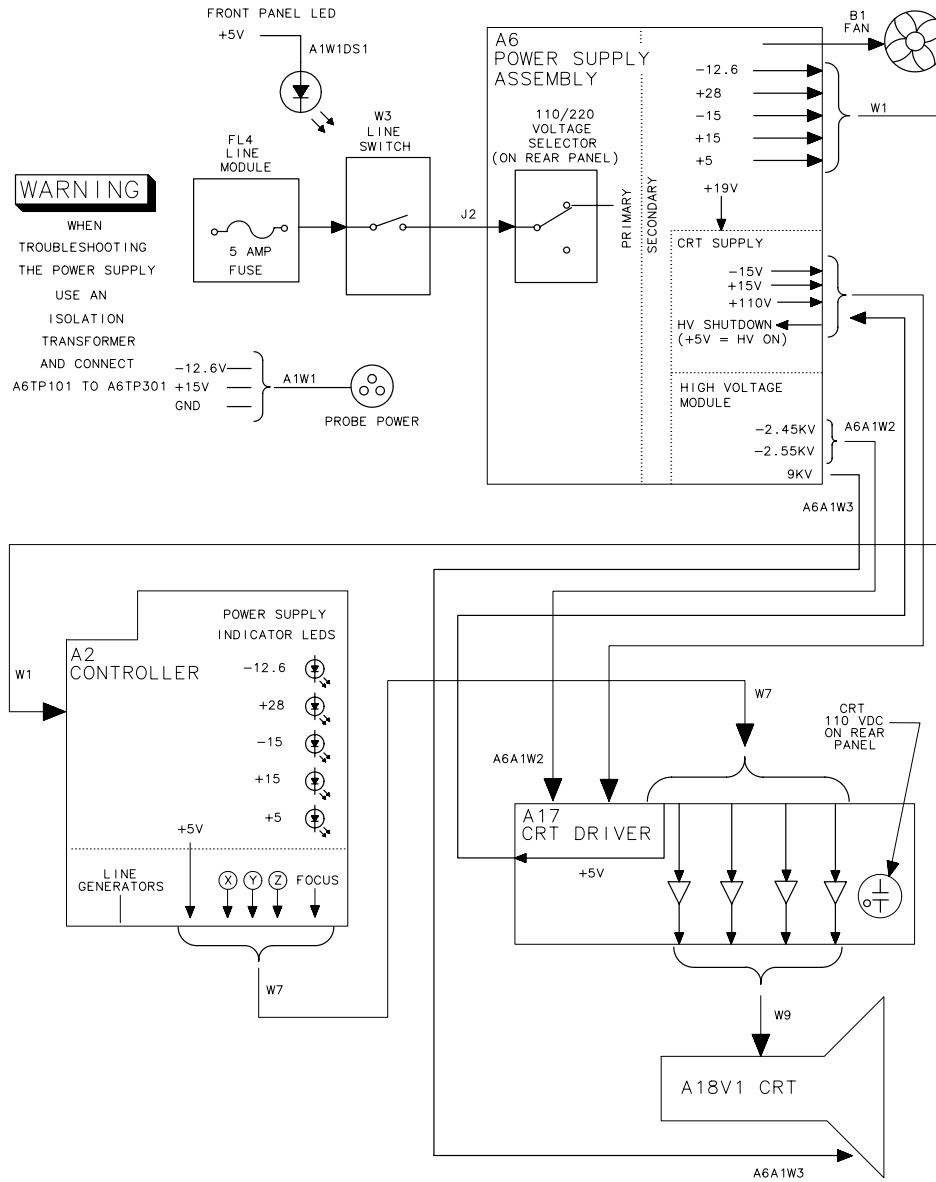 FRONT PANEL LED
+5V
A1W1DS1
FL4
LINE
MODULE
5 AMP
FUSE
W3
LINE
SWITCH
J2
WARNING
WHEN
TROUBLESHOOTING
THE POWER SUPPLY
USE AN
ISOLATION
TRANSFORMER
AND CONNECT
A6TP101 TO A6TP301
-12.6V
+15V
GND
A1W1
PROBE POWER
A6
POWER SUPPLY
ASSEMBLY
110/220
VOLTAGE
SELECTOR
(ON REAR PANEL)
PRIMARY
SECONDARY
B1
FAN
-12.6
+28
-15
+15
+5
W1
+19V
CRT SUPPLY
-15V
+15V
+110V
HV SHUTDOWN
(+5V = HV ON)
HIGH VOLTAGE
MODULE
-2.45KV
-2.55KV
9KV
A6A1W2
A6A1W3
W1
A2
CONTROLLER
POWER SUPPLY
INDICATOR LEDS
-12.6
+28
-15
+15
+5
+5V
LINE
GENERATORS
X Y Z FOCUS
W7
W7
A6A1W2
CRT
110 VDC
ON REAR
PANEL
A17
CRT DRIVER
+5V
W9
A18V1 CRT
A6A1W3